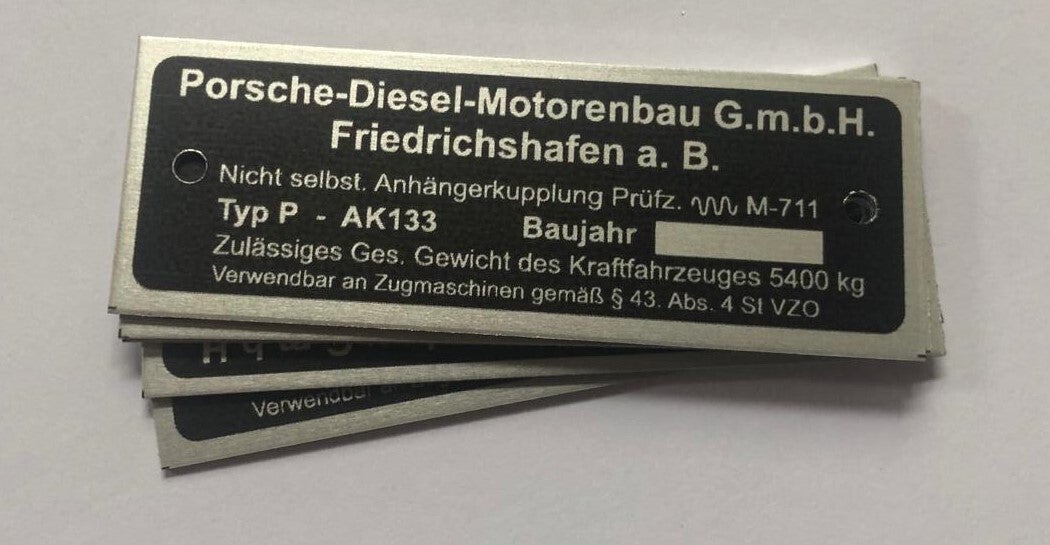 Porsche-Diesel-Motorenbau G.m.b.H.
Friedrichshafen a. B.
Nicht selbst. Anhängerkupplung Prüfz. M-711
Typ P - AK133 Baujahr
Zulässiges Ges. Gewicht des Kraftfahrzeuges 5400 kg
Verwendbar an Zugmaschinen gemäß § 43. Abs. 4 St VZO
Verwendbar